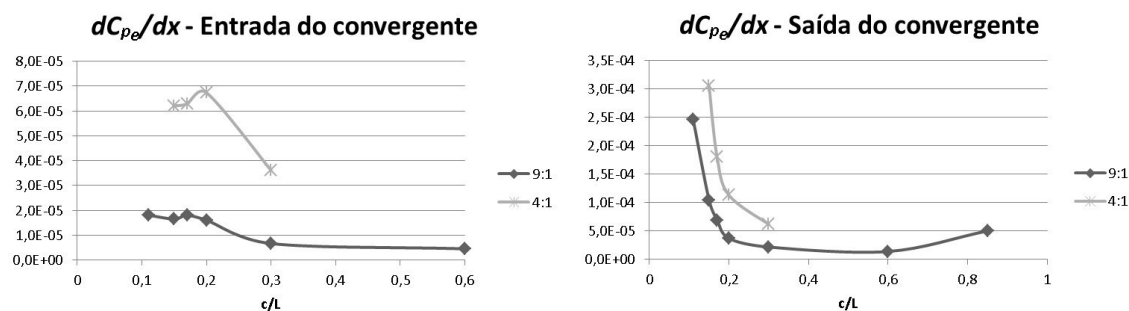 dCpe/dx - Entrada do convergente
8,0E-05
7,0E-05
6,0E-05
5,0E-05
4,0E-05
3,0E-05
2,0E-05
1,0E-05
0,0E+00
0 0,1 0,2 0,3 0,4 0,5 0,6
c/L
9:1
4:1
dCpe/dx - Saída do convergente
3,5E-04
3,0E-04
2,5E-04
2,0E-04
1,5E-04
1,0E-04
5,0E-05
0,0E+00
0 0,2 0,4 0,6 0,8 1
c/L
9:1
4:1